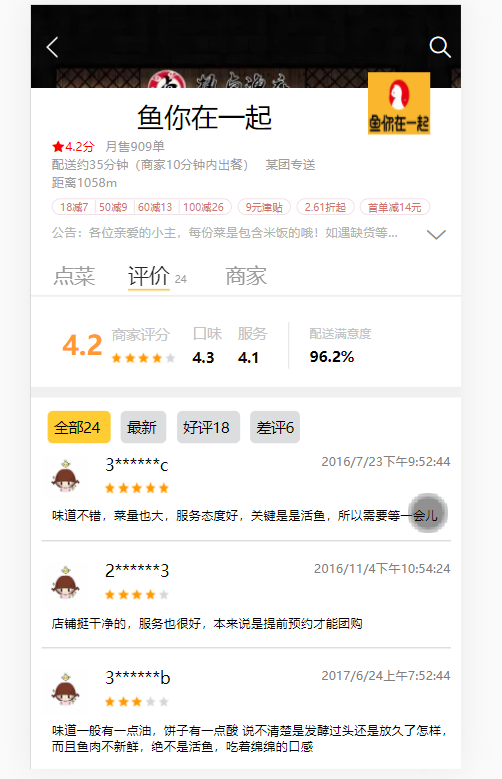 鱼你在一起
鱼你在一起
4.2分 月售909单
配送约35分钟（商家10分钟内出餐） 某团专送
距离1058m
18减7 50减9 60减13 100减26 9元津贴 2.61折起 首单减14元
公告：各位亲爱的小主，每份菜是包含米饭的哦！如遇缺货等...
点菜 评价 24 商家
4.2 商家评分 口味 服务 配送满意度
4.3 4.1 96.2%
全部24 最新 好评18 差评6
3******c 2016/7/23下午9:52:44
味道不错，菜量也大，服务态度好，关键是是活鱼，所以需要等一会儿
2******3 2016/11/4下午10:54:24
店铺挺干净的，服务也很好，本来说是提前预约才能团购
3******b 2017/6/24上午7:52:44
味道一般有一点油，饼子有一点酸 说不清楚是发酵过头还是放久了怎样，
而且鱼肉不新鲜，绝不是活鱼，吃着绵绵的口感